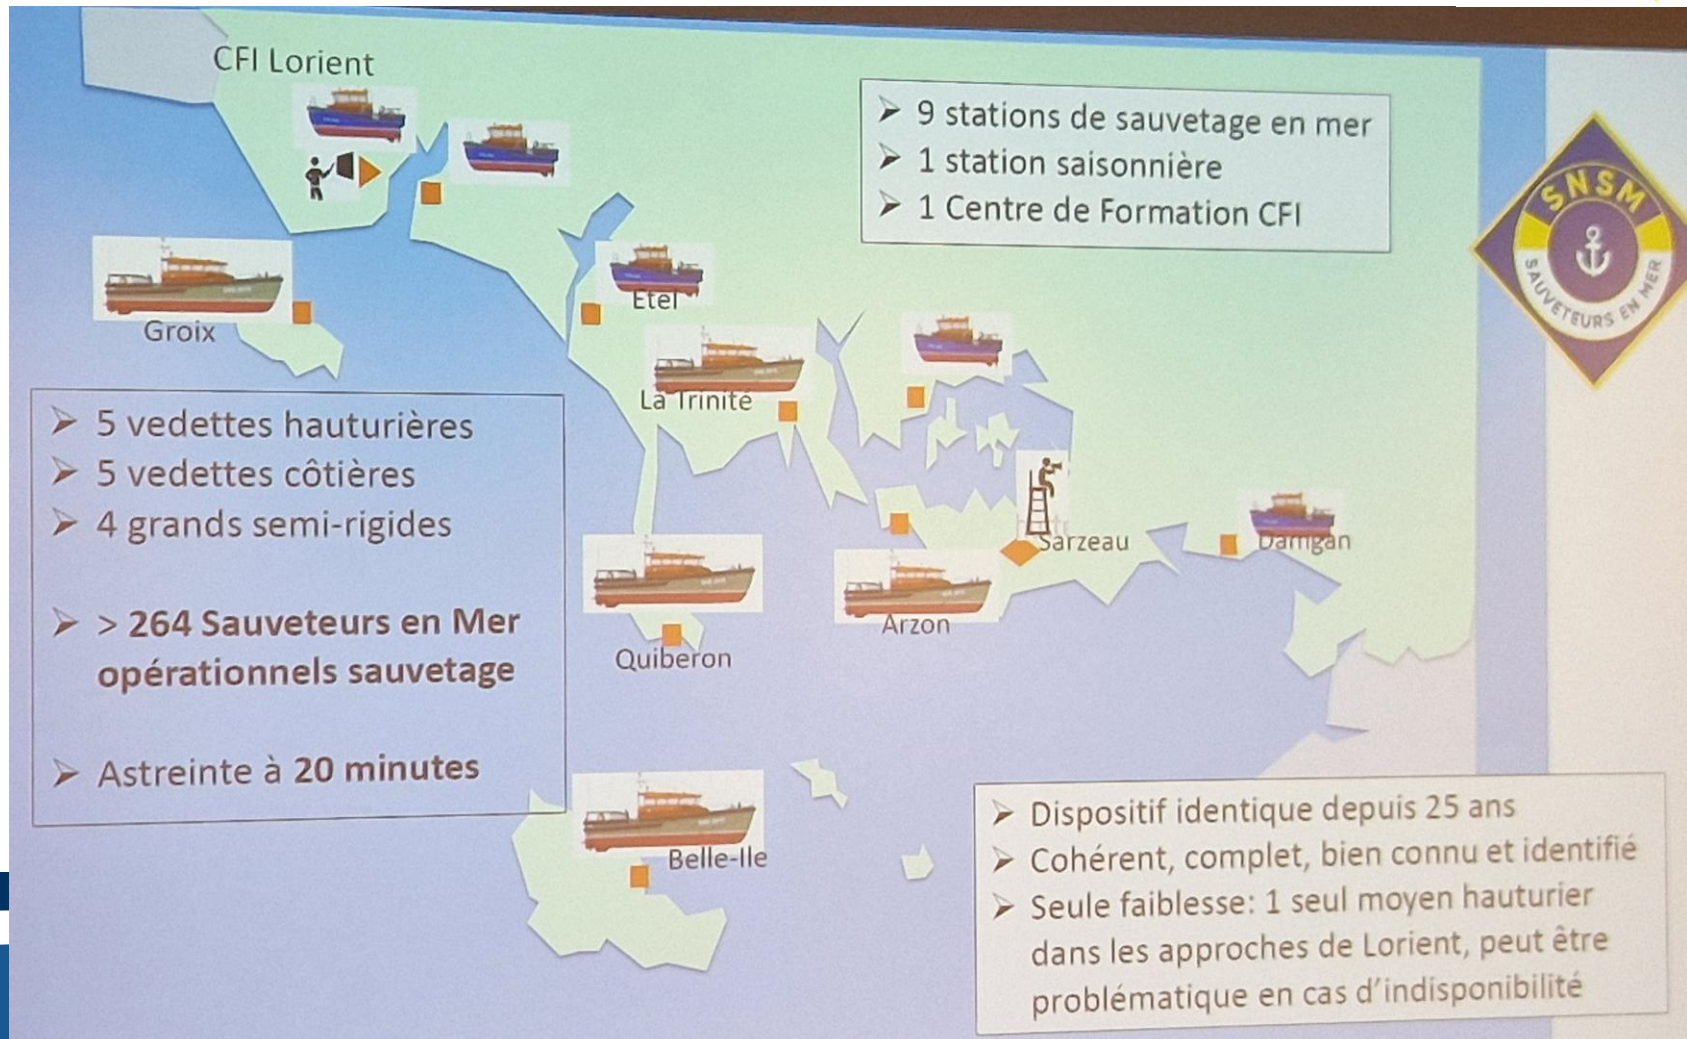 CFI Lorient
➢ 9 stations de sauvetage en mer
➢ 1 station saisonnière
➢ 1 Centre de Formation CFI
SNSM
SAUVETEURS EN MER
Groix
Etel
La Trinité
➢ 5 vedettes hauturières
➢ 5 vedettes côtières
➢ 4 grands semi-rigides
➢ > 264 Sauveteurs en Mer
opérationnels sauvetage
➢ Astreinte à 20 minutes
Sarzeau
Damgan
Arzon
Quiberon
Belle-Ile
➢ Dispositif identique depuis 25 ans
➢ Cohérent, complet, bien connu et identifié
➢ Seule faiblesse: 1 seul moyen hauturier
dans les approches de Lorient, peut être
problématique en cas d'indisponibilité